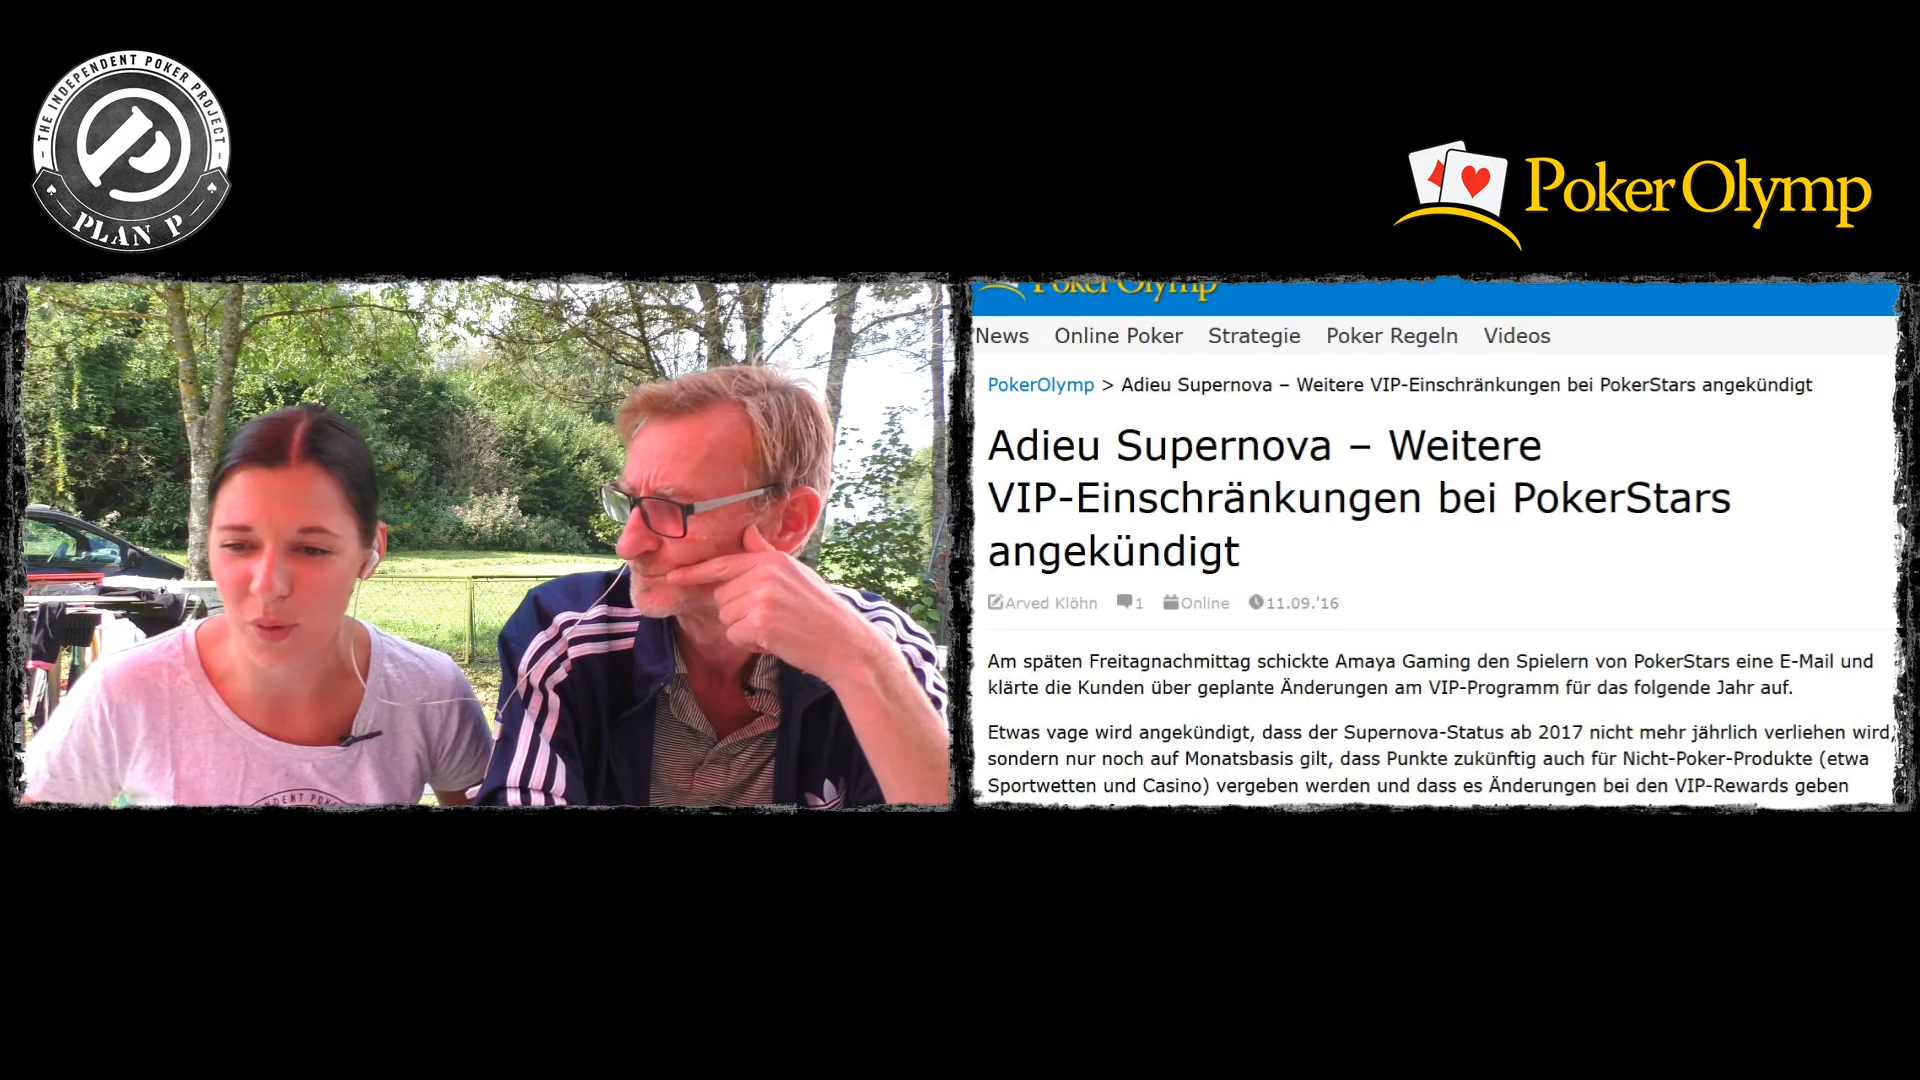 - THE INDEPENDENT POKER PROJECT -
PLAN P
PokerOlymp
PokerOlymp
News Online Poker Strategie Poker Regeln Videos
PokerOlymp > Adieu Supernova – Weitere VIP-Einschränkungen bei PokerStars angekündigt
Adieu Supernova – Weitere
VIP-Einschränkungen bei PokerStars
angekündigt
Arved Klöhn 1 Online 11.09.'16
Am späten Freitagnachmittag schickte Amaya Gaming den Spielern von PokerStars eine E-Mail und
klärte die Kunden über geplante Änderungen am VIP-Programm für das folgende Jahr auf.
Etwas vage wird angekündigt, dass der Supernova-Status ab 2017 nicht mehr jährlich verliehen wird,
sondern nur noch auf Monatsbasis gilt, dass Punkte zukünftig auch für Nicht-Poker-Produkte (etwa
Sportwetten und Casino) vergeben werden und dass es Änderungen bei den VIP-Rewards geben